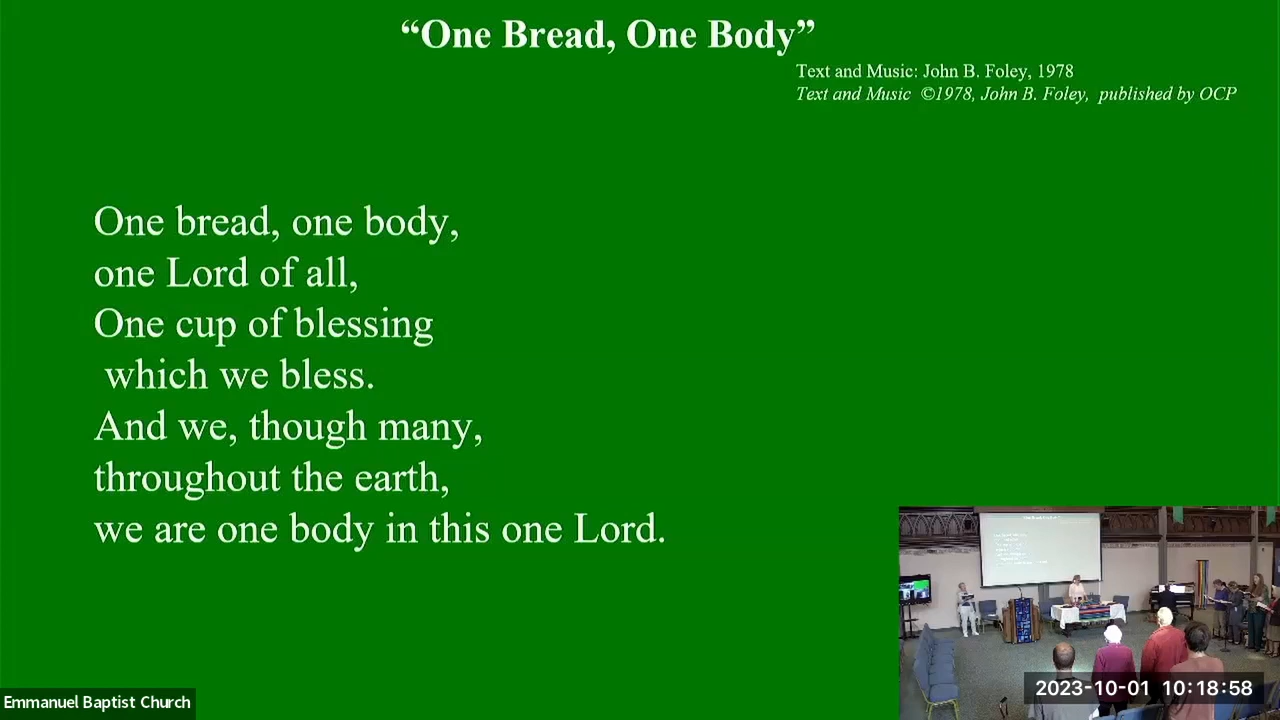 “One Bread, One Body”
Text and Music: John B. Foley, 1978
Text and Music ©1978, John B. Foley, published by OCP
One bread, one body,
one Lord of all,
One cup of blessing
which we bless.
And we, though many,
throughout the earth,
we are one body in this one Lord.
Emmanuel Baptist Church
2023-10-01 10:18:58